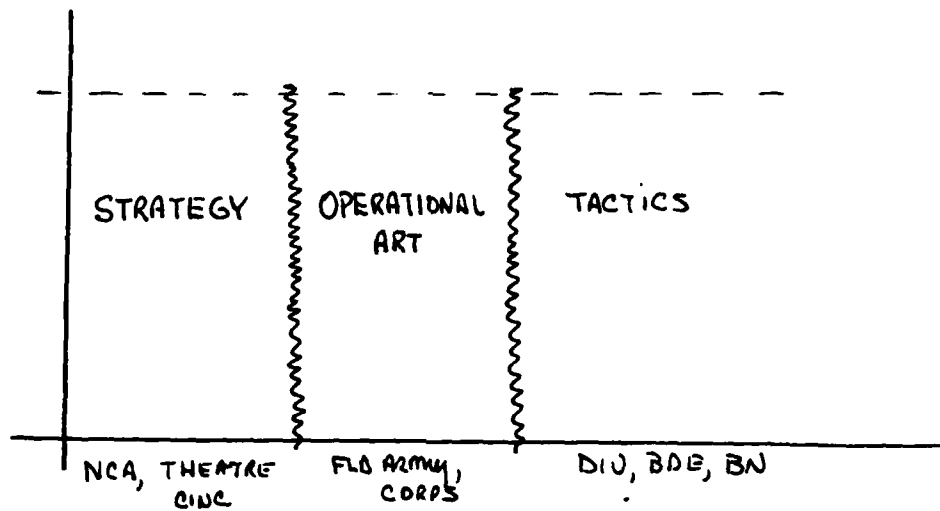 STRATEGY
OPERATIONAL
ART
TACTICS
NCA, THEATRE
CINC
FLD ARMY,
CORPS
DIV, BDE, BN